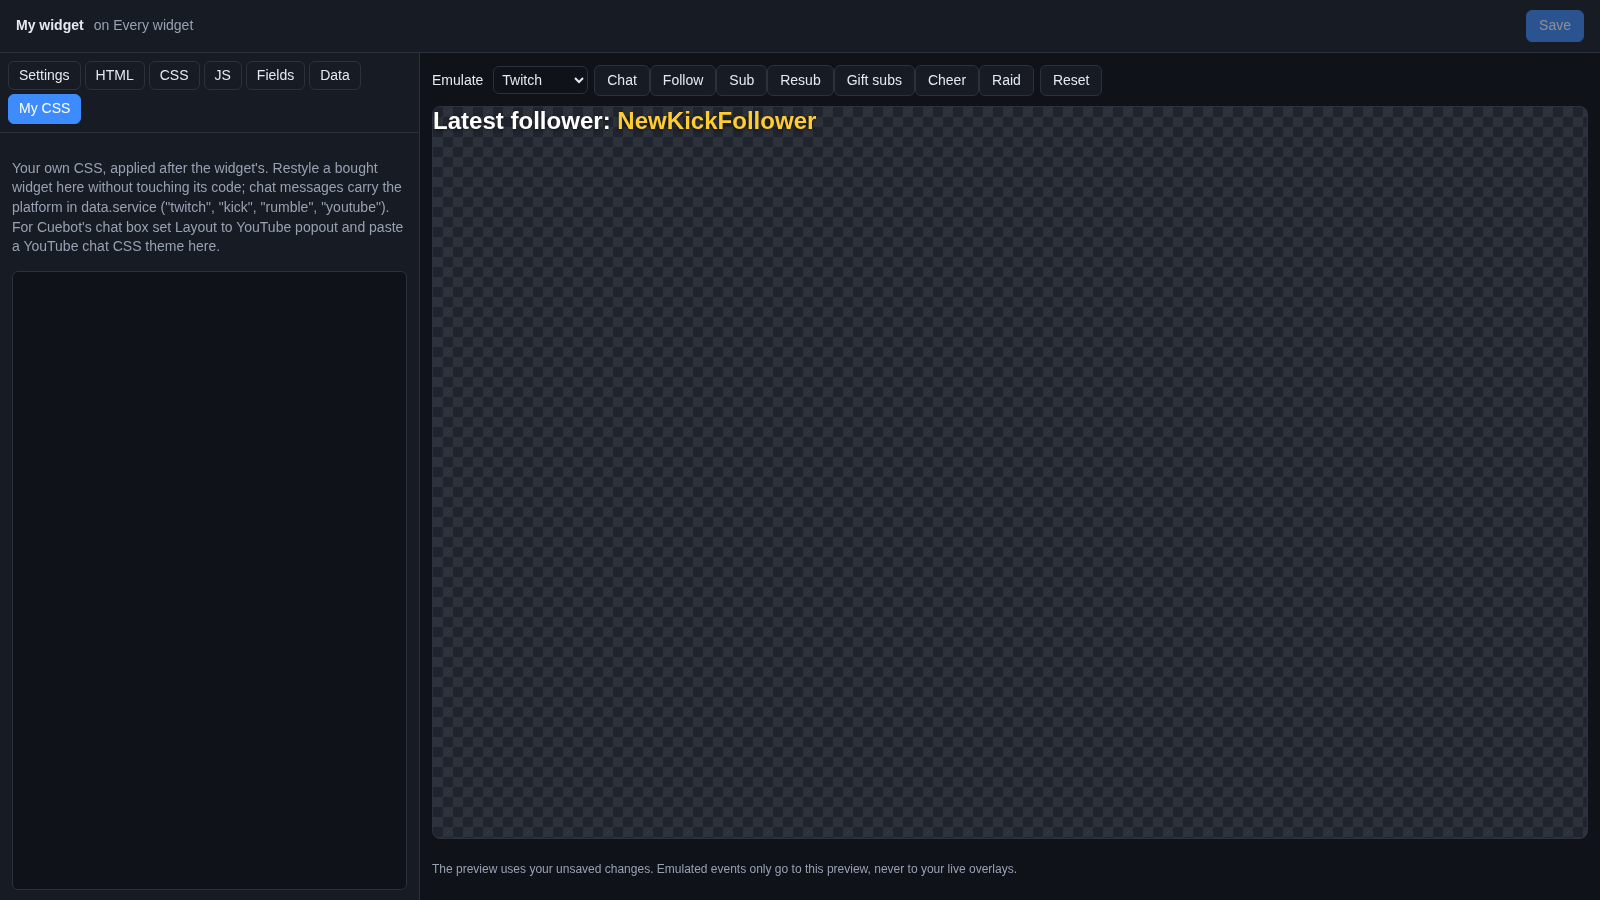 My widget on Every widget
Save
Settings HTML CSS JS Fields Data
My CSS
Your own CSS, applied after the widget's. Restyle a bought
widget here without touching its code; chat messages carry the
platform in data.service ("twitch", "kick", "rumble", "youtube").
For Cuebot's chat box set Layout to YouTube popout and paste
a YouTube chat CSS theme here.
Emulate Twitch Chat Follow Sub Resub Gift subs Cheer Raid Reset
Latest follower: NewKickFollower
The preview uses your unsaved changes. Emulated events only go to this preview, never to your live overlays.